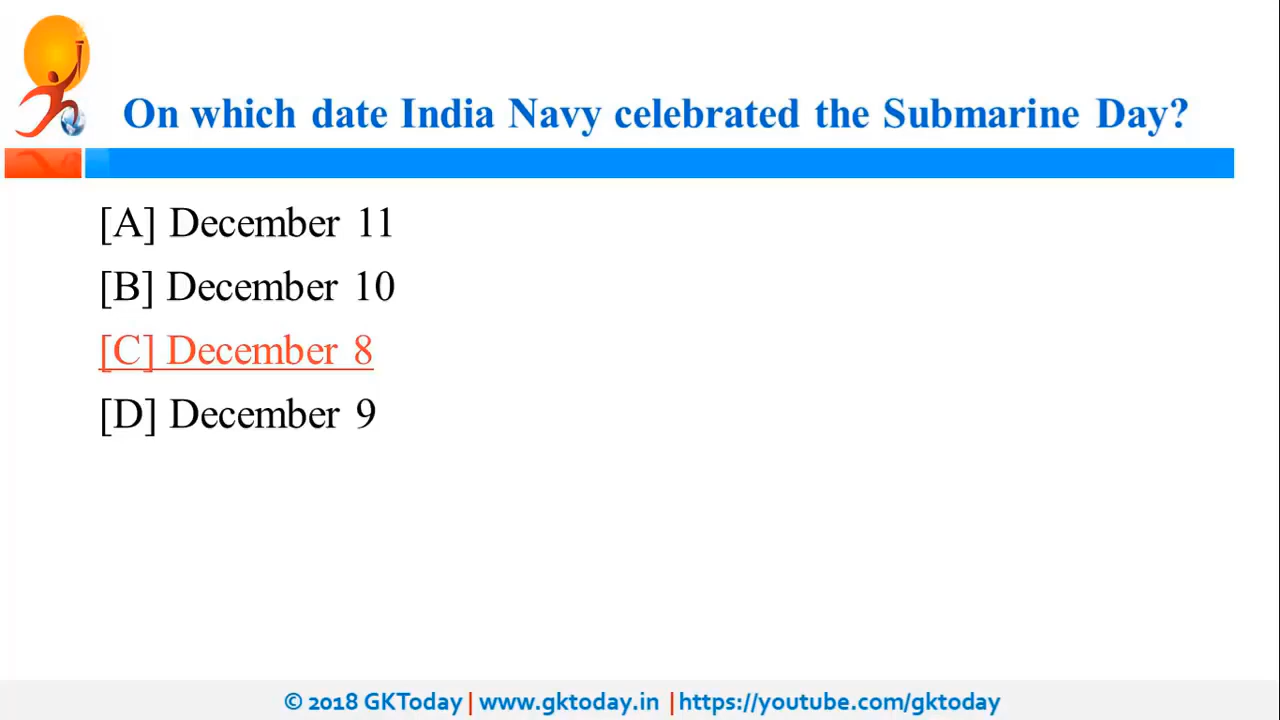 On which date India Navy celebrated the Submarine Day?
[A] December 11
[B] December 10
[C] December 8
[D] December 9
© 2018 GKToday | www.gktoday.in | https://youtube.com/gktoday